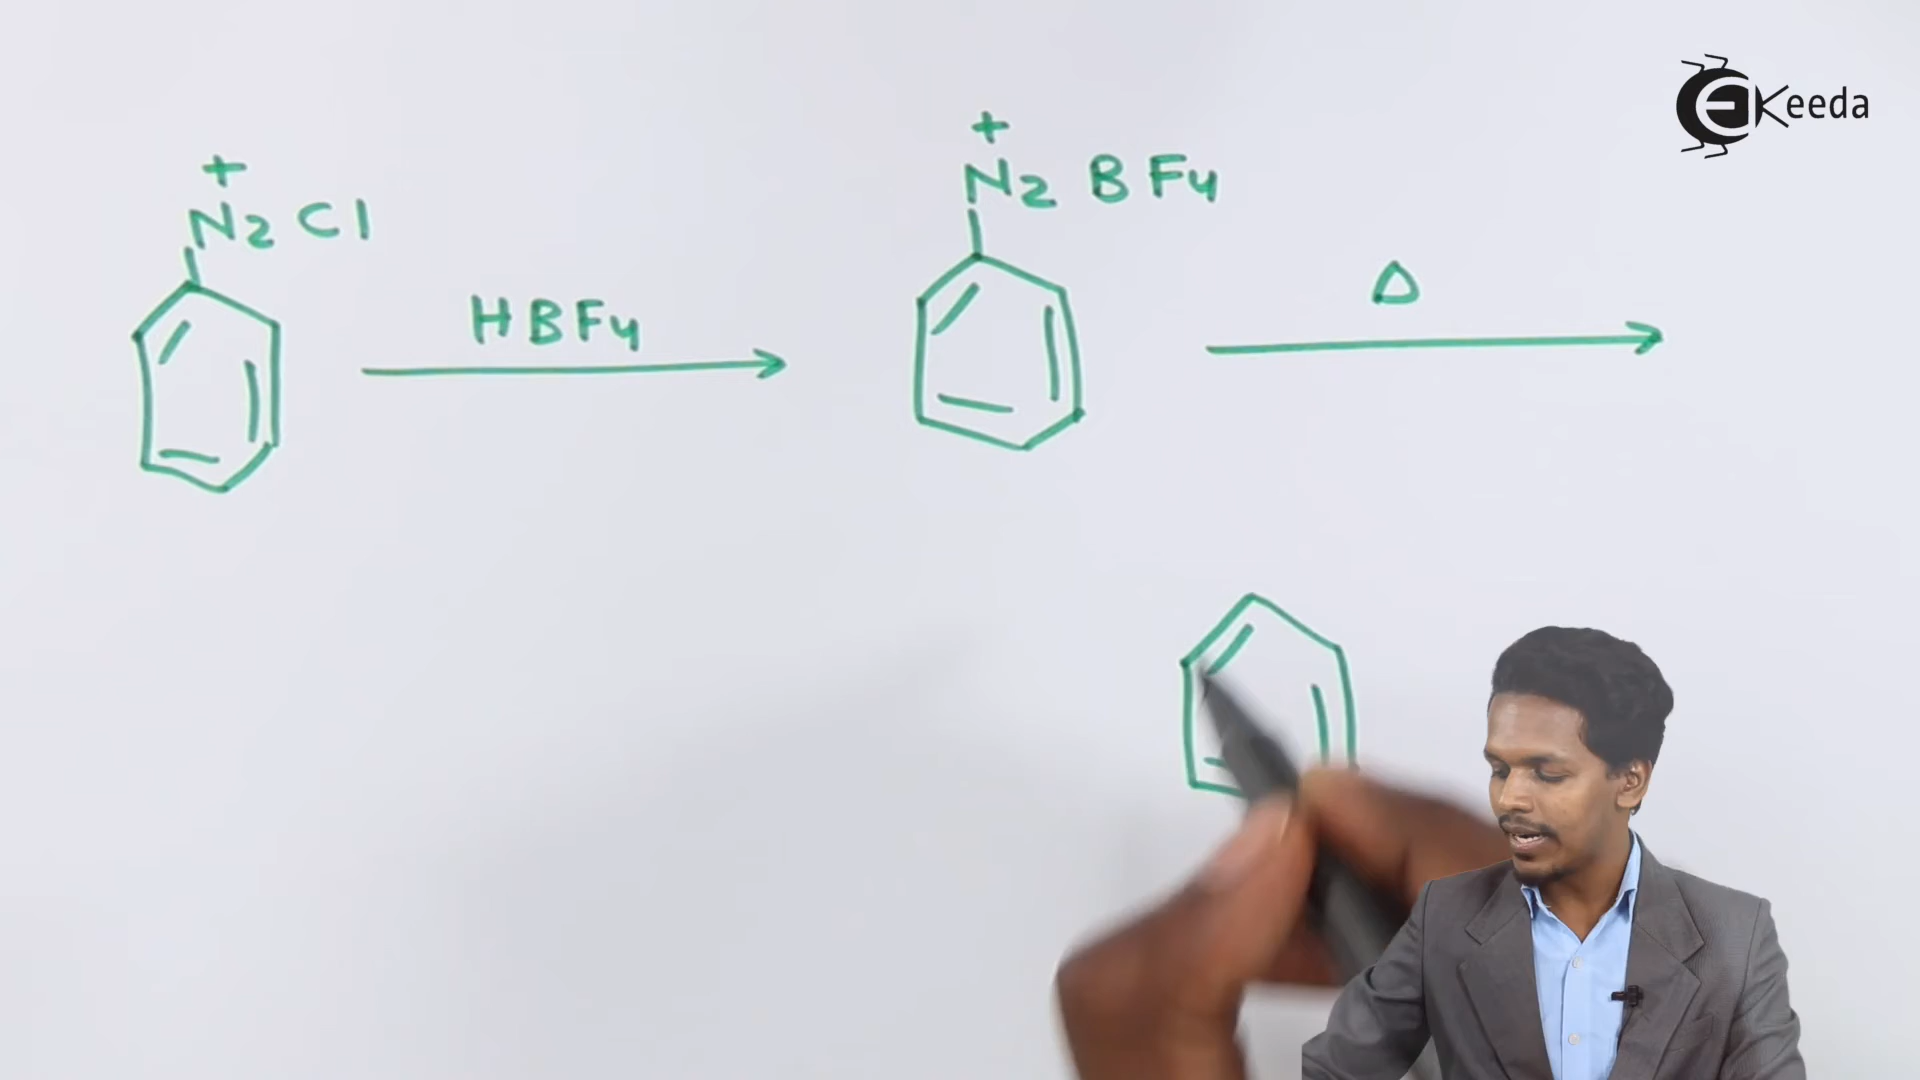 EKeeda
+
N2 Cl
HBF4
+
N2 BF4
Δ